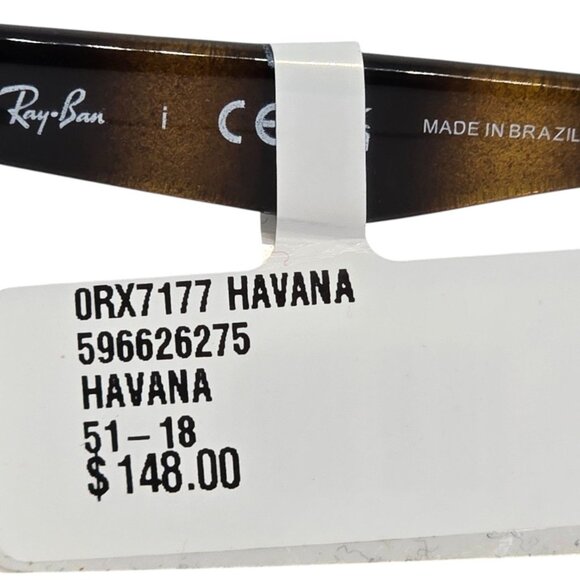 Ray-Ban i CE MADE IN BRAZIL
0RX7177 HAVANA
596626275
HAVANA
51-18
$148.00